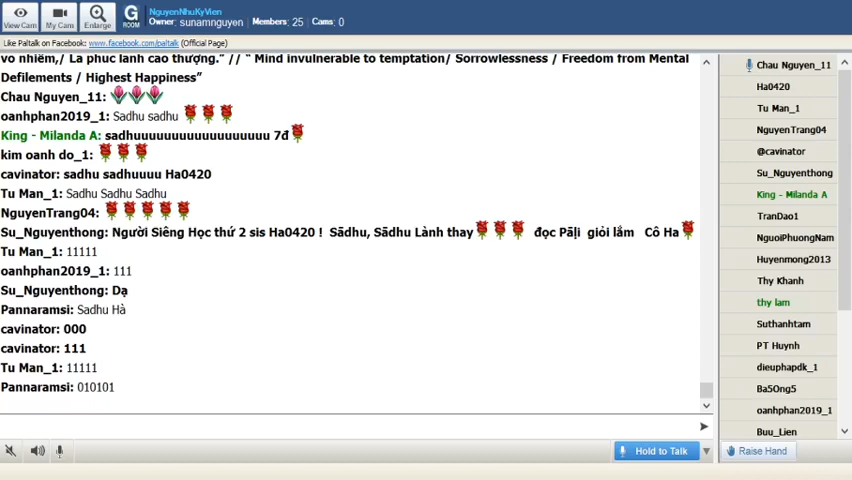 View Cam
My Cam
Enlarge
G
ROOM
NguyenNhuKyVien
Owner: sunamnguyen Members: 25 Cams: 0
Like Paltalk on Facebook: www.facebook.com/paltalk (Official Page)
vô nhiễm,/ Là phúc lành cao thượng.” // “ Mind invulnerable to temptation/ Sorrowlessness / Freedom from Mental
Defilements / Highest Happiness”
Chau Nguyen_11:
oanhphan2019_1: Sadhu sadhu
King - Milanda A: sadhuuuuuuuuuuuuuuuuuu 7đ
kim oanh do_1:
cavinator: sadhu sadhuuuu Ha0420
Tu Man_1: Sadhu Sadhu Sadhu
NguyenTrang04:
Su_Nguyenthong: Người Siêng Học thứ 2 sis Ha0420 ! Sādhu, Sādhu Lành thay đọc Pāḷi giỏi lắm Cô Ha
Tu Man_1: 11111
oanhphan2019_1: 111
Su_Nguyenthong: Dạ
Pannaramsi: Sadhu Hà
cavinator: 000
cavinator: 111
Tu Man_1: 11111
Pannaramsi: 010101
Hold to Talk
Chau Nguyen_11
Ha0420
Tu Man_1
NguyenTrang04
@cavinator
Su_Nguyenthong
King - Milanda A
TranDao1
NguoiPhuongNam
Huyenmong2013
Thy Khanh
thy lam
Suthanhtam
PT Huynh
dieuphapdk_1
Ba5Ong5
oanhphan2019_1
Buu_Lien
Raise Hand